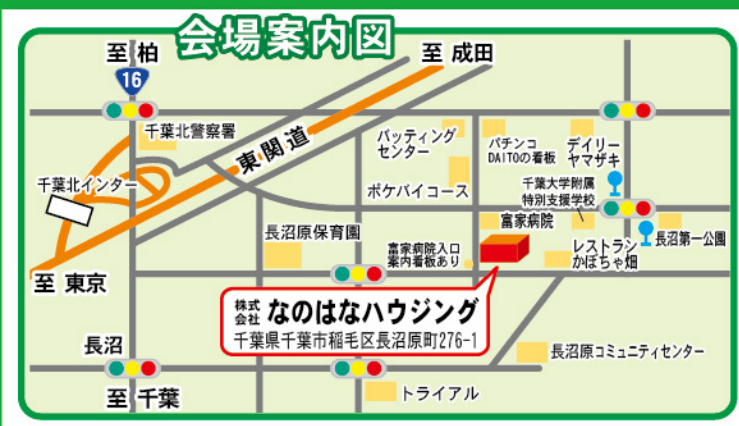 会場案内図
至 柏
至 成田
16
千葉北警察署
東関道
バッティング
センター
パチンコ
DAITOの看板
デイリー
ヤマザキ
千葉北インター
ポケバイコース
千葉大学附属
特別支援学校
富家病院
長沼原保育園
富家病院入口
案内看板あり
レストラン
かぼちゃ畑
長沼第一公園
至 東京
株式
会社 なのはなハウジング
千葉県千葉市稲毛区長沼原町276-1
長沼
長沼原コミュニティセンター
至 千葉
トライアル